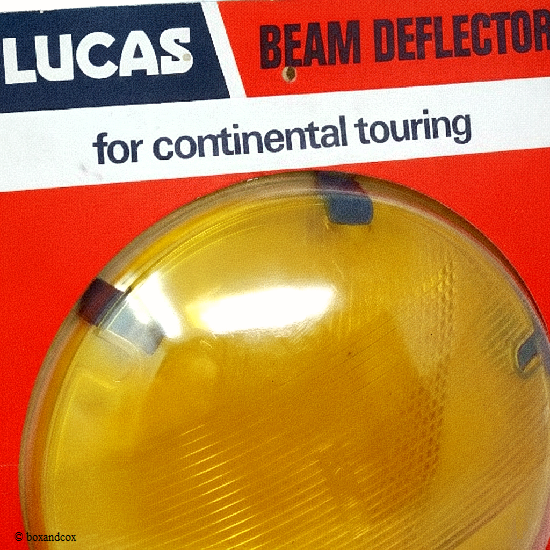 LUCAS BEAM DEFLECTOR
for continental touring
© boxandcox